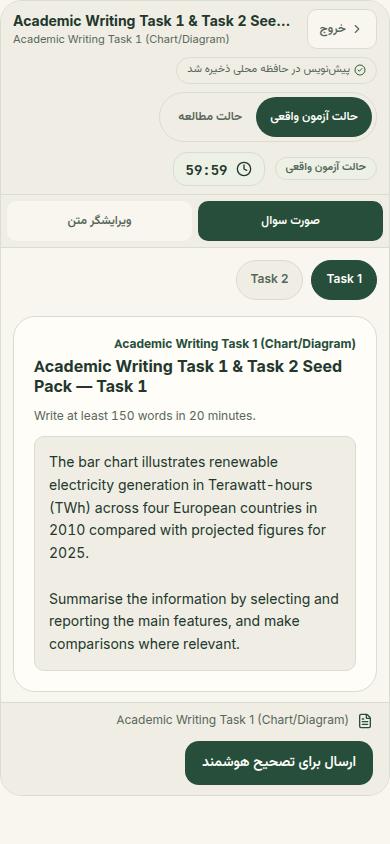 Academic Writing Task 1 & Task 2 See...
Academic Writing Task 1 (Chart/Diagram)
خروج
پیش‌نویس در حافظه محلی ذخیره شد
حالت آزمون واقعی
حالت مطالعه
حالت آزمون واقعی
59:59
صورت سوال
ویرایشگر متن
Task 1
Task 2
Academic Writing Task 1 (Chart/Diagram)
Academic Writing Task 1 & Task 2 Seed
Pack — Task 1
Write at least 150 words in 20 minutes.
The bar chart illustrates renewable
electricity generation in Terawatt-hours
(TWh) across four European countries in
2010 compared with projected figures for
2025.
Summarise the information by selecting and
reporting the main features, and make
comparisons where relevant.
Academic Writing Task 1 (Chart/Diagram)
ارسال برای تصحیح هوشمند